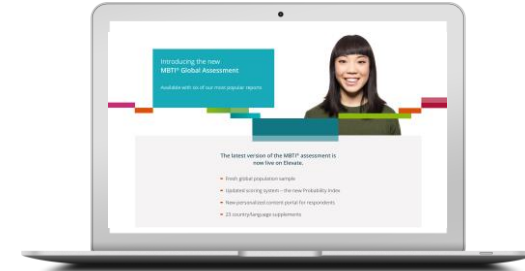 Introducing the new
MBTI® Global Assessment
Available with six of our most popular reports
The latest version of the MBTI® assessment is
now live on Elevate.
Fresh global population sample
Updated scoring system – the new Probability Index
New personalized content portal for respondents
22 country/language supplements